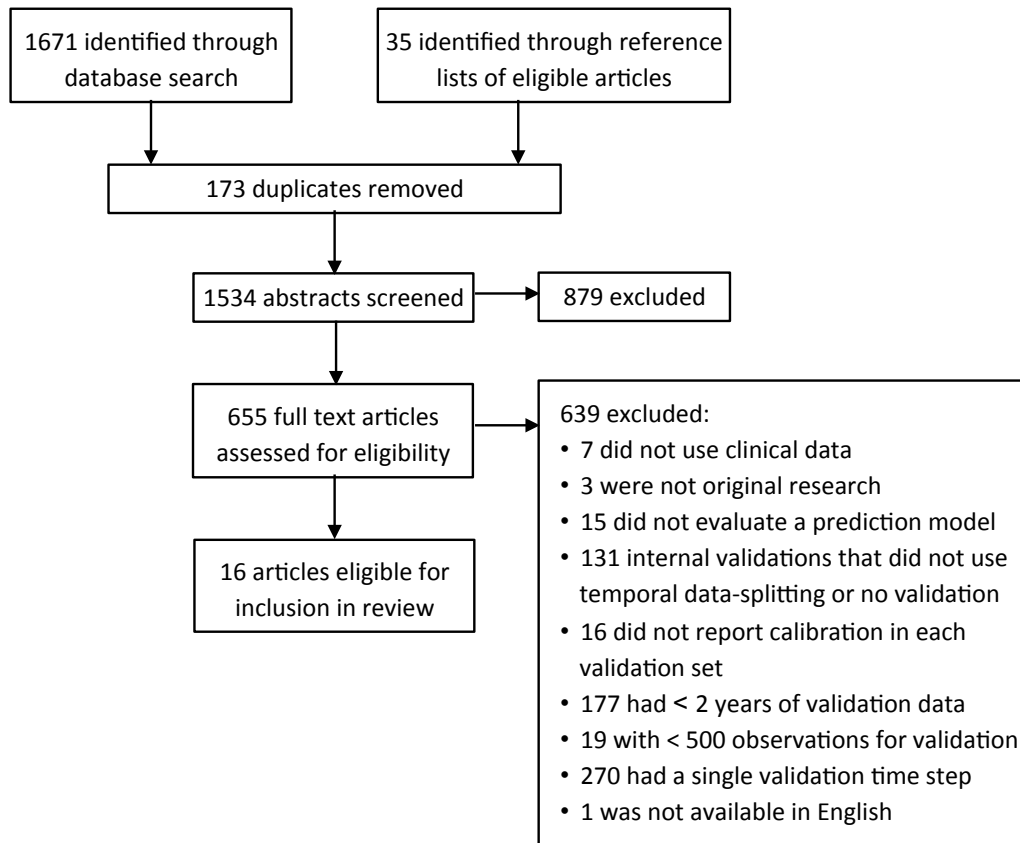 1671 identified through
database search
35 identified through reference
lists of eligible articles
173 duplicates removed
1534 abstracts screened
879 excluded
655 full text articles
assessed for eligibility
639 excluded:
• 7 did not use clinical data
• 3 were not original research
• 15 did not evaluate a prediction model
• 131 internal validations that did not use
temporal data-splitting or no validation
• 16 did not report calibration in each
validation set
• 177 had < 2 years of validation data
• 19 with < 500 observations for validation
• 270 had a single validation time step
• 1 was not available in English
16 articles eligible for
inclusion in review